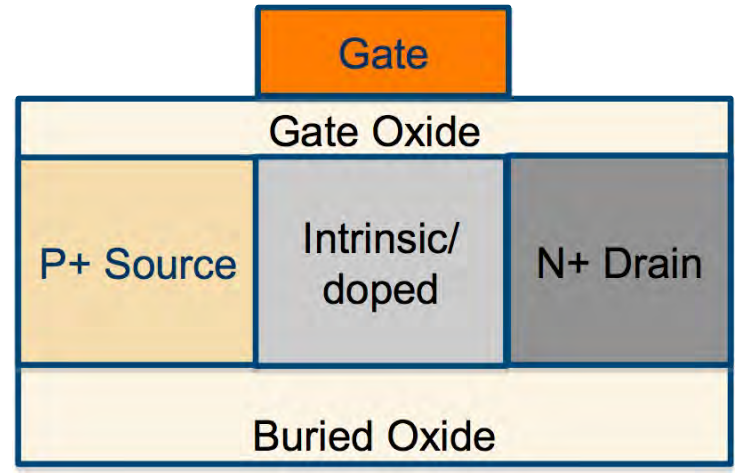 Gate
Gate Oxide
P+ Source
Intrinsic/
doped
N+ Drain
Buried Oxide